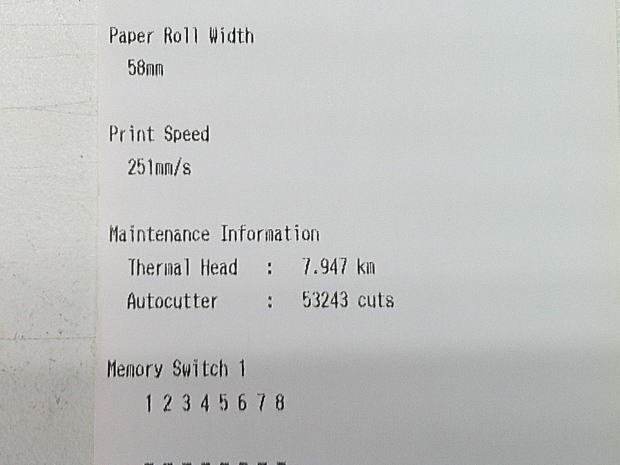 Paper Roll Width
58mm
Print Speed
251mm/s
Maintenance Information
Thermal Head : 7.947 km
Autocutter : 53243 cuts
Memory Switch 1
1 2 3 4 5 6 7 8